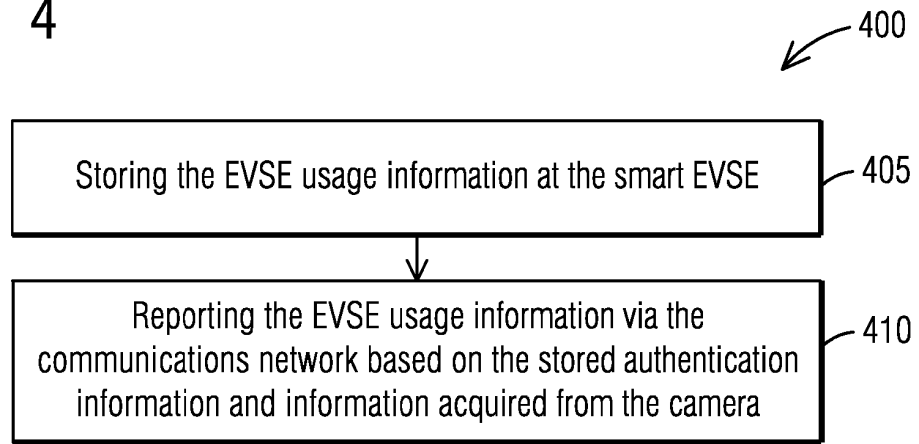 4
400
Storing the EVSE usage information at the smart EVSE
405
Reporting the EVSE usage information via the
communications network based on the stored authentication
information and information acquired from the camera
410